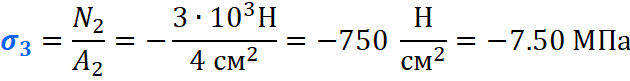 σ₃ = N₂/A₂ = −(3 · 10³Н)/(4 см²) = −750 Н/см² = −7.50 МПа